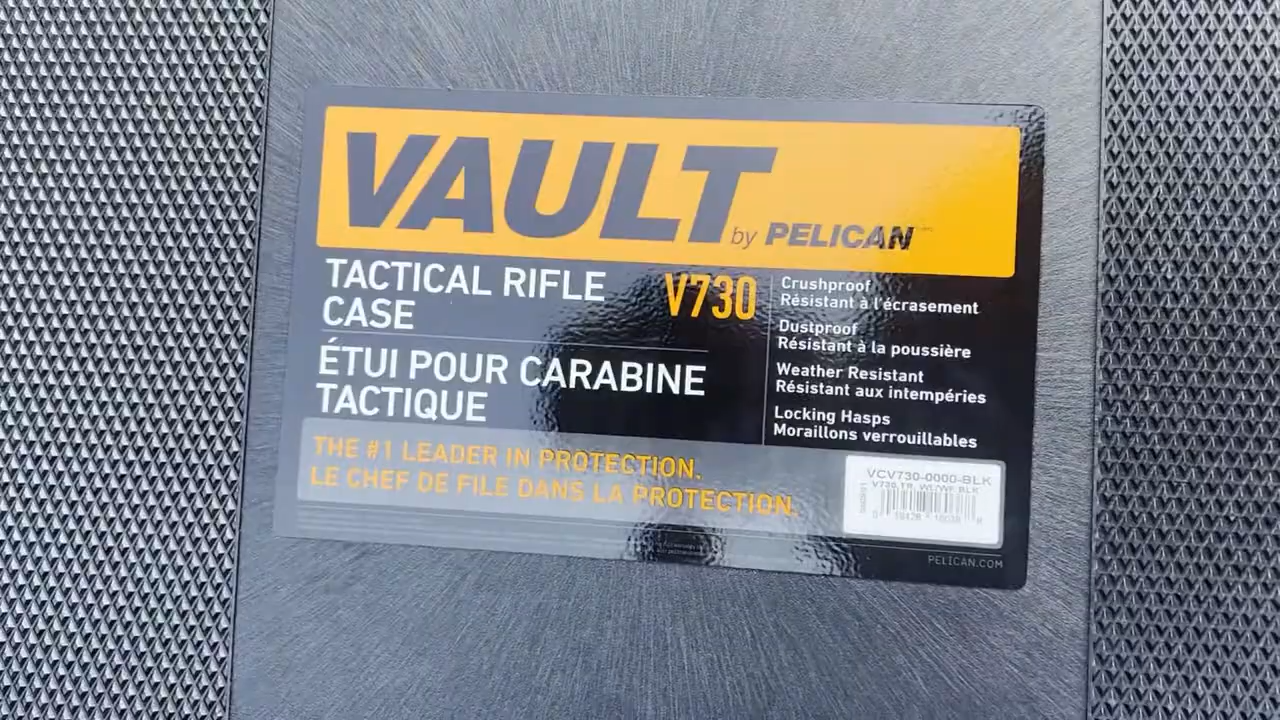 VAULT
by PELICAN™
TACTICAL RIFLE
CASE
V730
ÉTUI POUR CARABINE
TACTIQUE
Crushproof
Résistant à l'écrasement
Dustproof
Résistant à la poussière
Weather Resistant
Résistant aux intempéries
Locking Hasps
Moraillons verrouillables
THE #1 LEADER IN PROTECTION.
LE CHEF DE FILE DANS LA PROTECTION.
VCV730-0000-BLK
V730,TR, WL/WF,BLK
PELICAN.COM